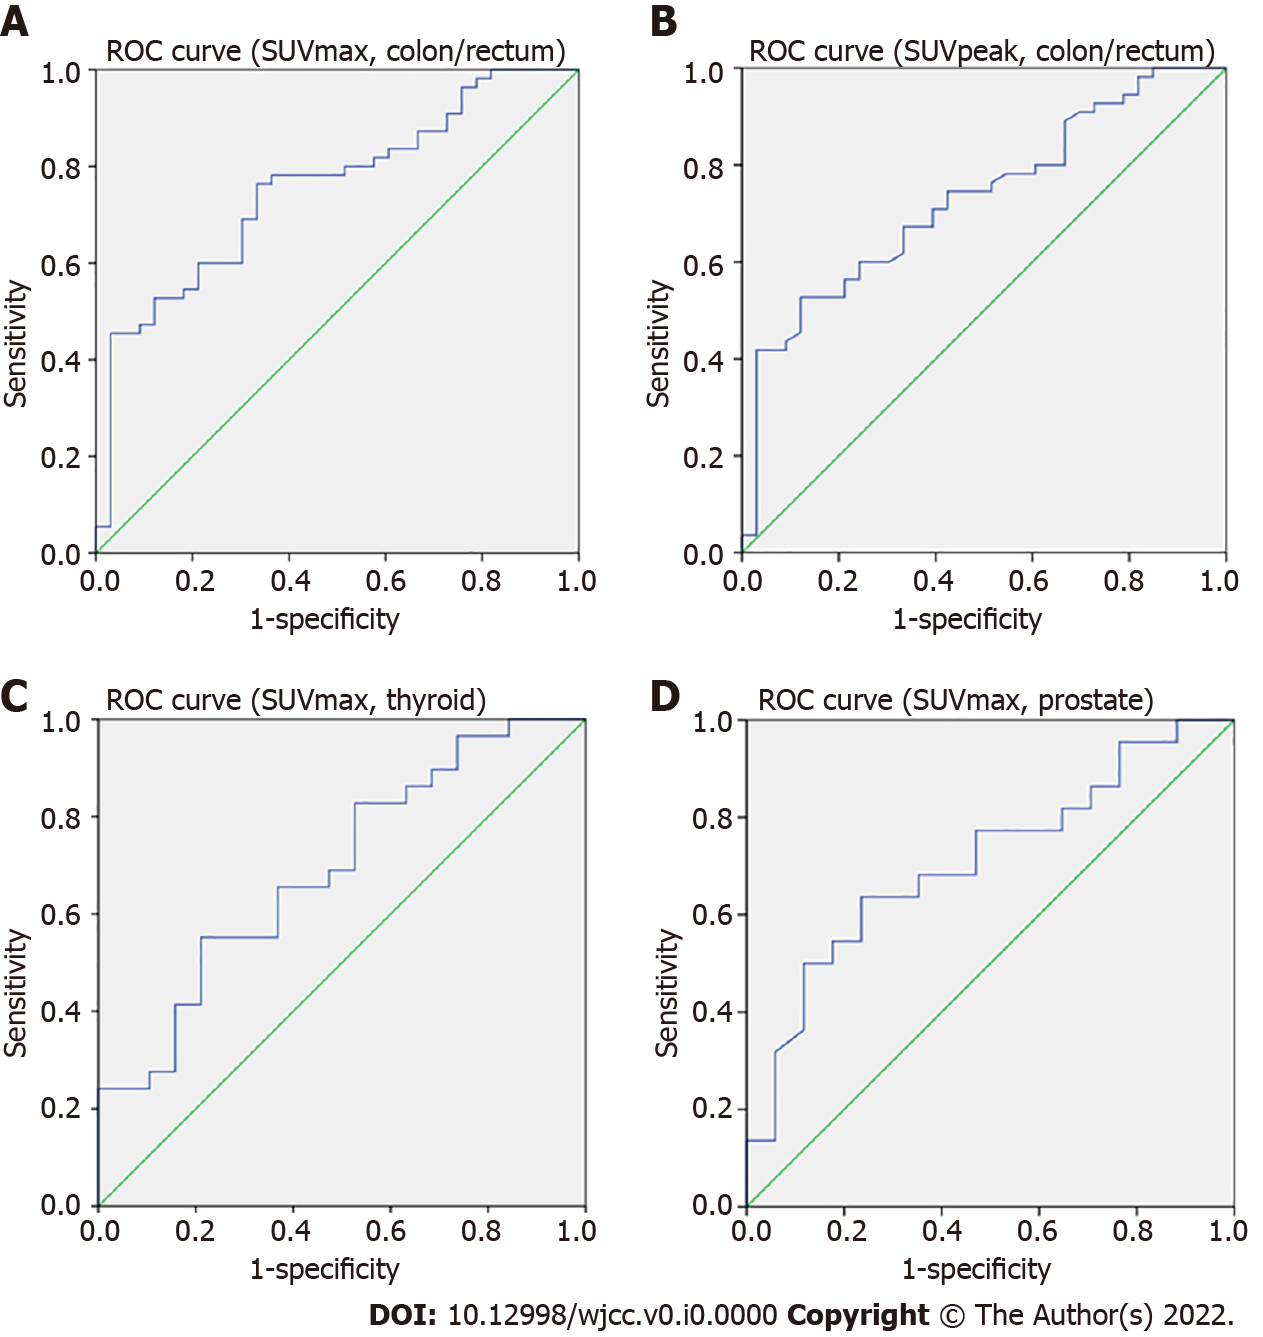 A
ROC curve (SUVmax, colon/rectum)
1.0
0.8
0.6
0.4
0.2
0.0
Sensitivity
0.0 0.2 0.4 0.6 0.8 1.0
1-specificity
B
ROC curve (SUVpeak, colon/rectum)
1.0
0.8
0.6
0.4
0.2
0.0
Sensitivity
0.0 0.2 0.4 0.6 0.8 1.0
1-specificity
C
ROC curve (SUVmax, thyroid)
1.0
0.8
0.6
0.4
0.2
0.0
Sensitivity
0.0 0.2 0.4 0.6 0.8 1.0
1-specificity
D
ROC curve (SUVmax, prostate)
1.0
0.8
0.6
0.4
0.2
0.0
Sensitivity
0.0 0.2 0.4 0.6 0.8 1.0
1-specificity
DOI: 10.12998/wjcc.v0.i0.0000 Copyright © The Author(s) 2022.